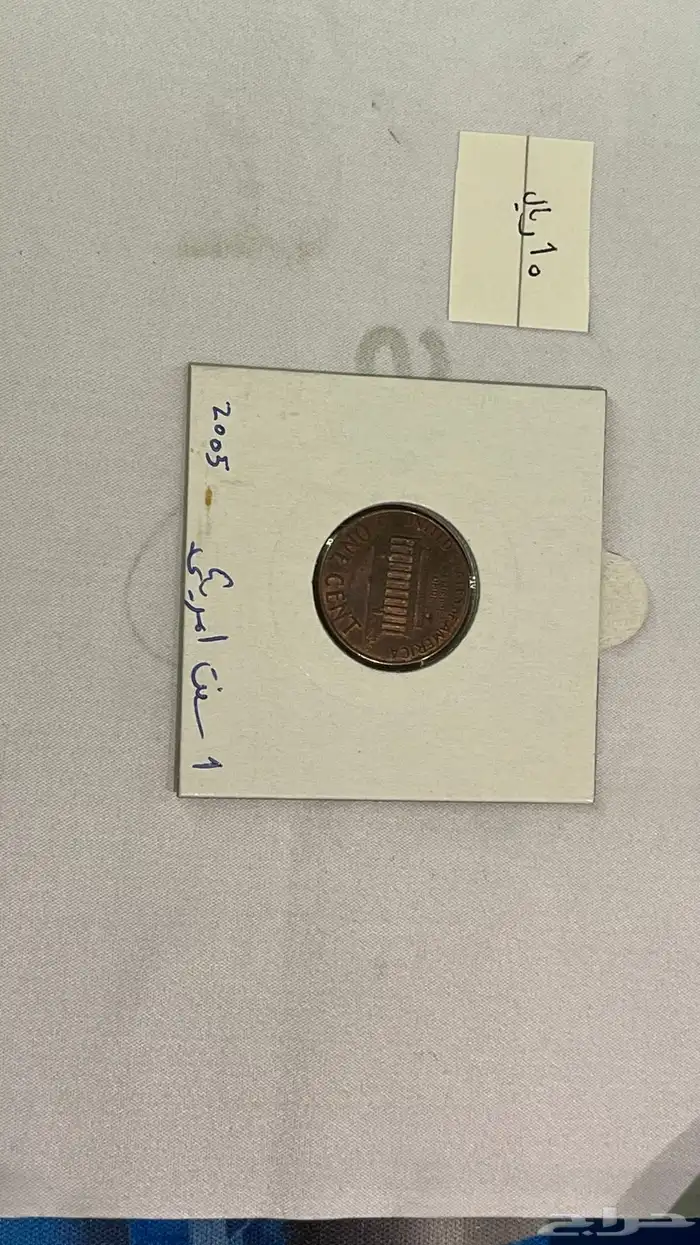 10 ريال
2005
1 سنت امريكي
UNITED STATES OF AMERICA
ONE CENT
حراج